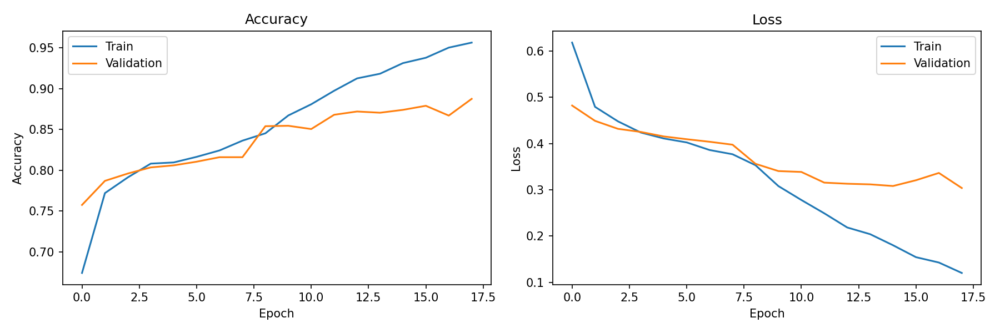 Accuracy
Train
Validation
0.95
0.90
0.85
0.80
0.75
0.70
Accuracy
0.0 2.5 5.0 7.5 10.0 12.5 15.0 17.5
Epoch
Loss
Train
Validation
0.6
0.5
0.4
0.3
0.2
0.1
Loss
0.0 2.5 5.0 7.5 10.0 12.5 15.0 17.5
Epoch